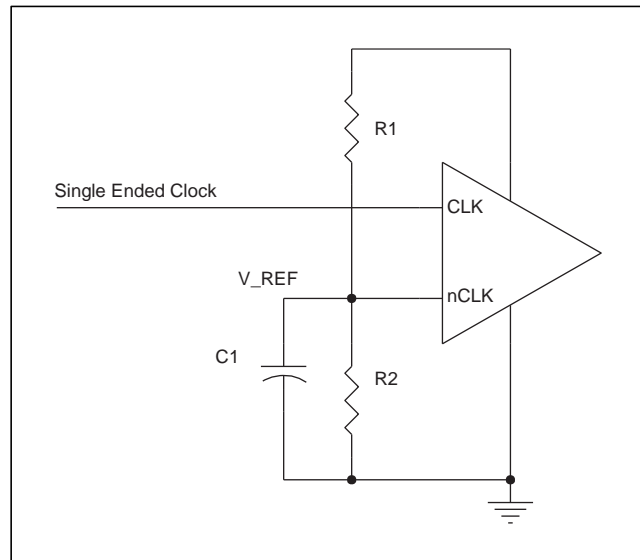 R1
Single Ended Clock
CLK
V_REF
nCLK
C1
R2